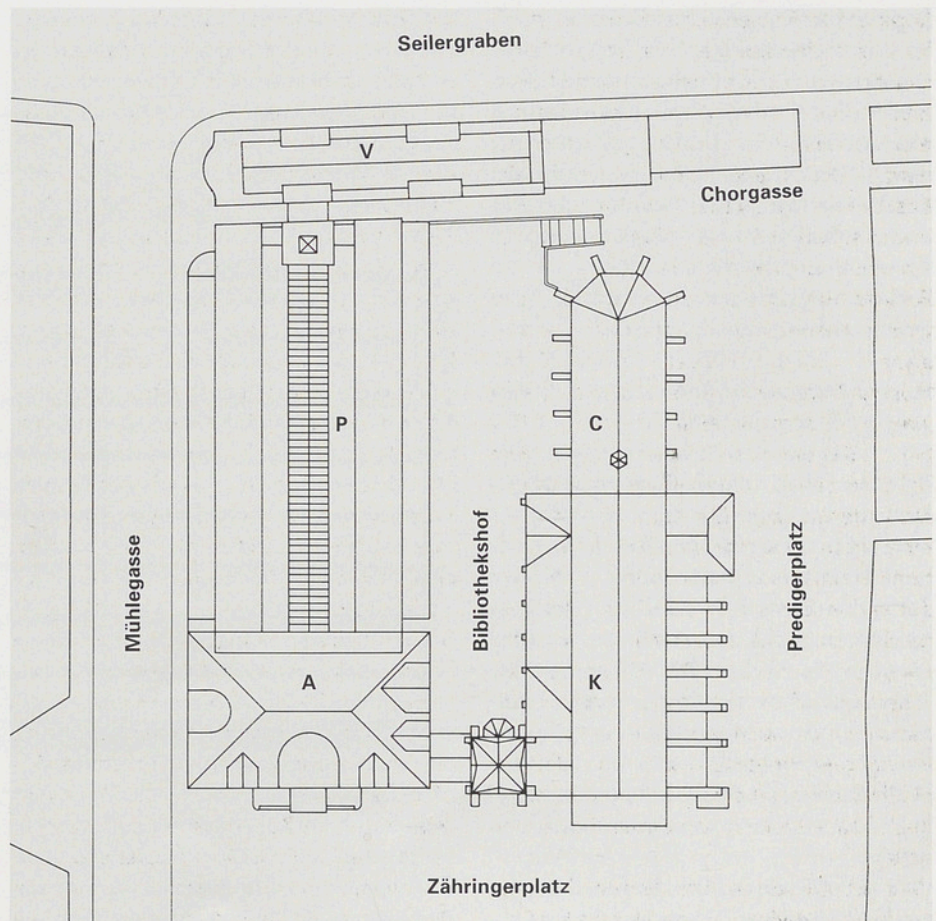 Seilergraben
V
Chorgasse
P
C
Mühlegasse
Bibliothekshof
Predigerplatz
A
K
Zähringerplatz